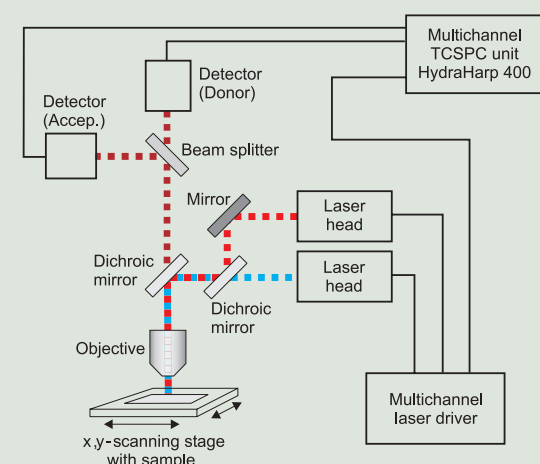 Multichannel
TCSPC unit
HydraHarp 400
Detector
(Donor)
Detector
(Accep.)
Beam splitter
Mirror
Laser
head
Dichroic
mirror
Laser
head
Dichroic
mirror
Objective
Multichannel
laser driver
x,y-scanning stage
with sample